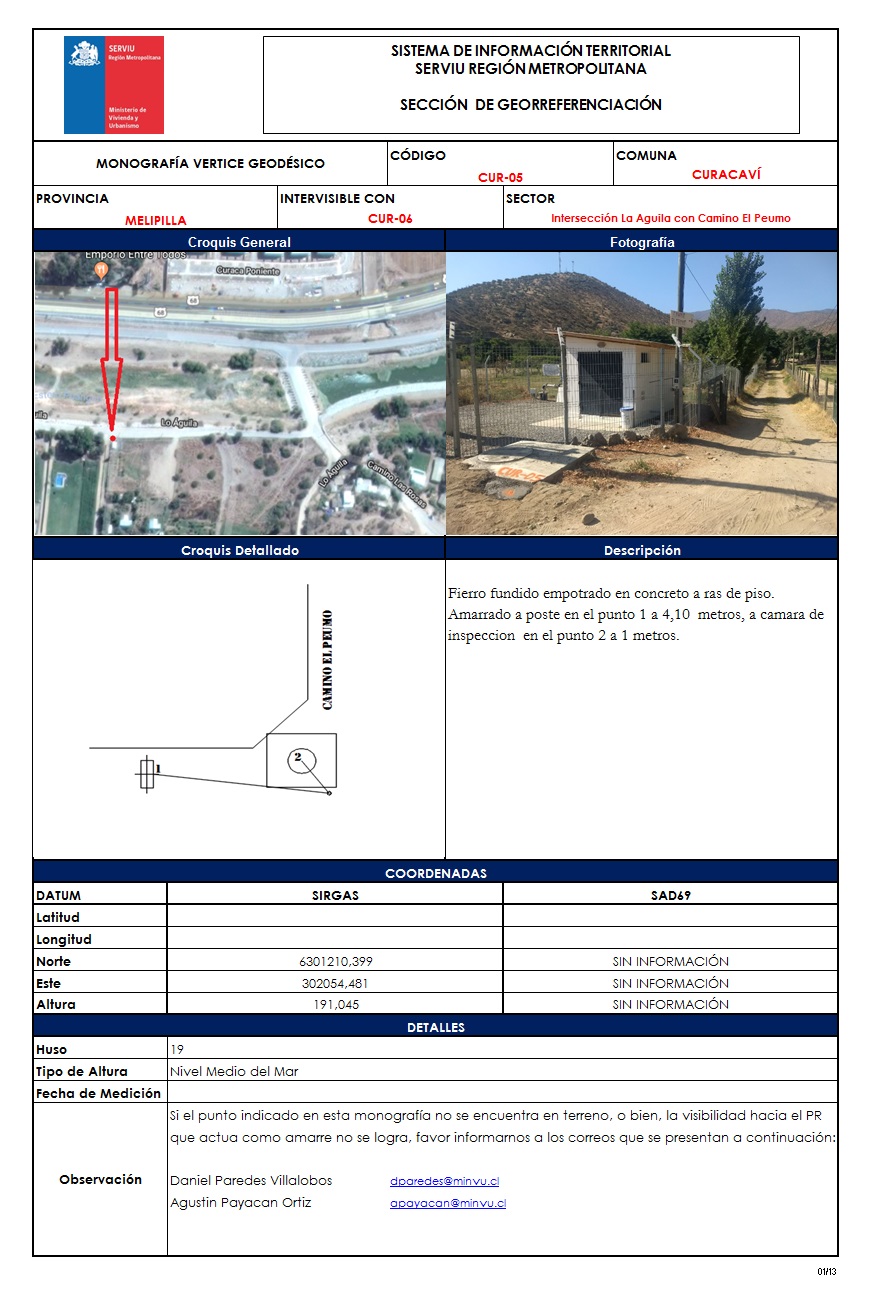 SERVIU
Región Metropolitana
Ministerio de
Vivienda y
Urbanismo
SISTEMA DE INFORMACIÓN TERRITORIAL
SERVIU REGIÓN METROPOLITANA
SECCIÓN DE GEORREFERENCIACIÓN
MONOGRAFÍA VERTICE GEODÉSICO
CÓDIGO
CUR-05
COMUNA
CURACAVÍ
PROVINCIA
MELIPILLA
INTERVISIBLE CON
CUR-06
SECTOR
Intersección La Aguila con Camino El Peumo
Croquis General
Fotografía
Emporio Entre Todos
Curaca Poniente
68
68
illa
Lo Aguila
Lo Aguila
Camino Las Rosas
CUR-05
Croquis Detallado
Descripción
CAMINO EL PEUMO
1
2
Fierro fundido empotrado en concreto a ras de piso.
Amarrado a poste en el punto 1 a 4,10 metros, a camara de
inspeccion en el punto 2 a 1 metros.
COORDENADAS
DATUM SIRGAS SAD69
Latitud
Longitud
Norte 6301210,399 SIN INFORMACIÓN
Este 302054,481 SIN INFORMACIÓN
Altura 191,045 SIN INFORMACIÓN
DETALLES
Huso 19
Tipo de Altura Nivel Medio del Mar
Fecha de Medición
Observación
Si el punto indicado en esta monografía no se encuentra en terreno, o bien, la visibilidad hacia el PR
que actua como amarre no se logra, favor informarnos a los correos que se presentan a continuación:
Daniel Paredes Villalobos dparedes@minvu.cl
Agustin Payacan Ortiz apayacan@minvu.cl
01/13